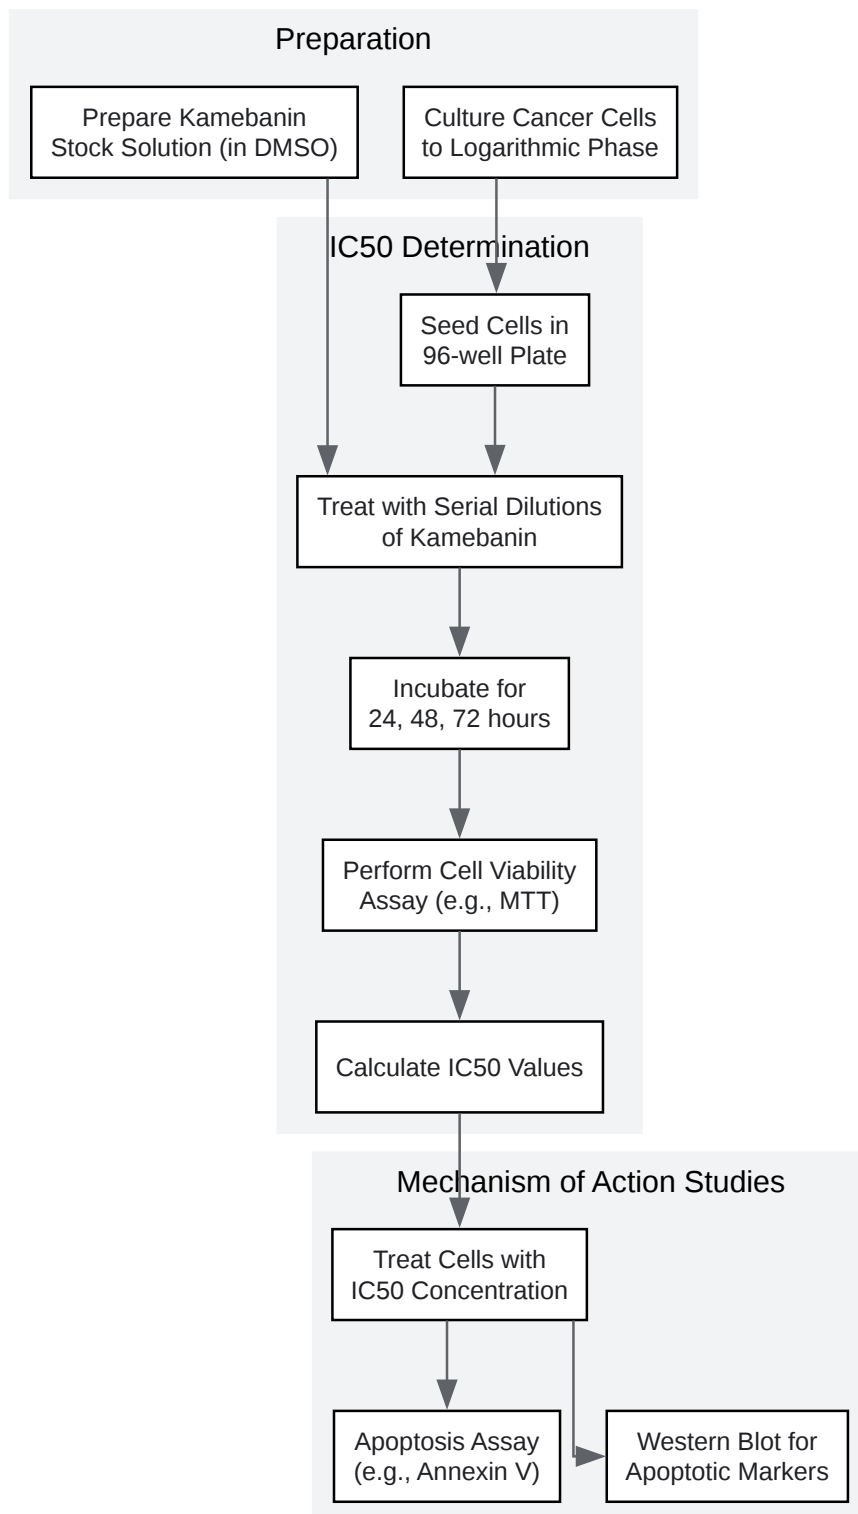 Preparation
Prepare Kamebanin
Stock Solution (in DMSO)
Culture Cancer Cells
to Logarithmic Phase
IC50 Determination
Seed Cells in
96-well Plate
Treat with Serial Dilutions
of Kamebanin
Incubate for
24, 48, 72 hours
Perform Cell Viability
Assay (e.g., MTT)
Calculate IC50 Values
Mechanism of Action Studies
Treat Cells with
IC50 Concentration
Apoptosis Assay
(e.g., Annexin V)
Western Blot for
Apoptotic Markers